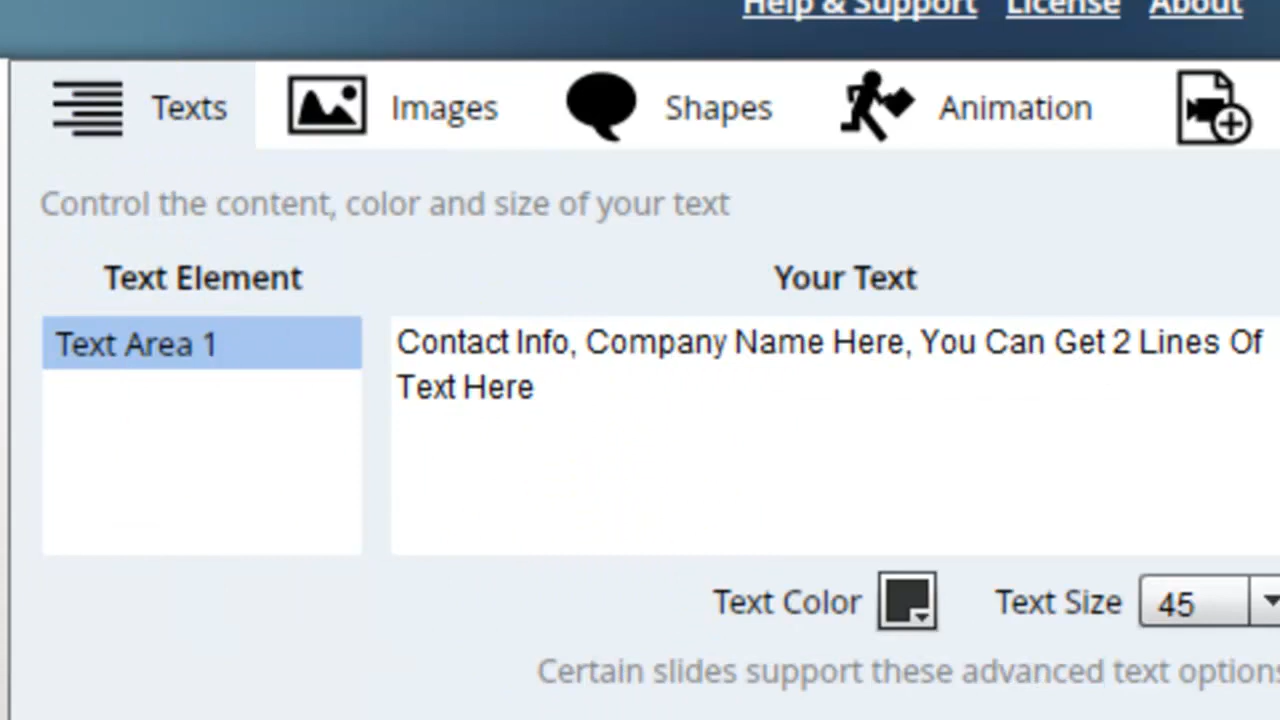 Help & Support License About
Texts Images Shapes Animation
Control the content, color and size of your text
Text Element Your Text
Text Area 1
Contact Info, Company Name Here, You Can Get 2 Lines Of
Text Here
Text Color Text Size 45
Certain slides support these advanced text options